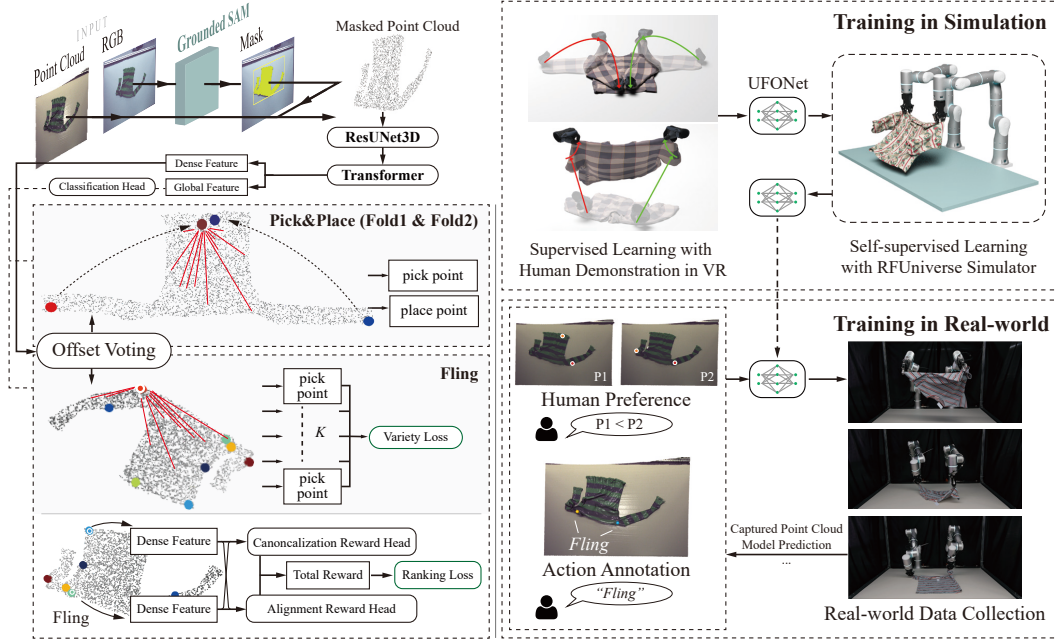 INPUT
Point Cloud
RGB
Grounded SAM
Mask
Masked Point Cloud
ResUNet3D
Transformer
Dense Feature
Global Feature
Classification Head
Pick&Place (Fold1 & Fold2)
pick point
place point
Offset Voting
Fling
pick
point
K
pick
point
Variety Loss
Dense Feature
Canoncalization Reward Head
Total Reward
Ranking Loss
Dense Feature
Alignment Reward Head
Fling
Training in Simulation
UFONet
Supervised Learning with
Human Demonstration in VR
Self-supervised Learning
with RFUniverse Simulator
Training in Real-world
P1
P2
Human Preference
P1 < P2
Fling
Action Annotation
“Fling”
Captured Point Cloud
Model Prediction
...
Real-world Data Collection